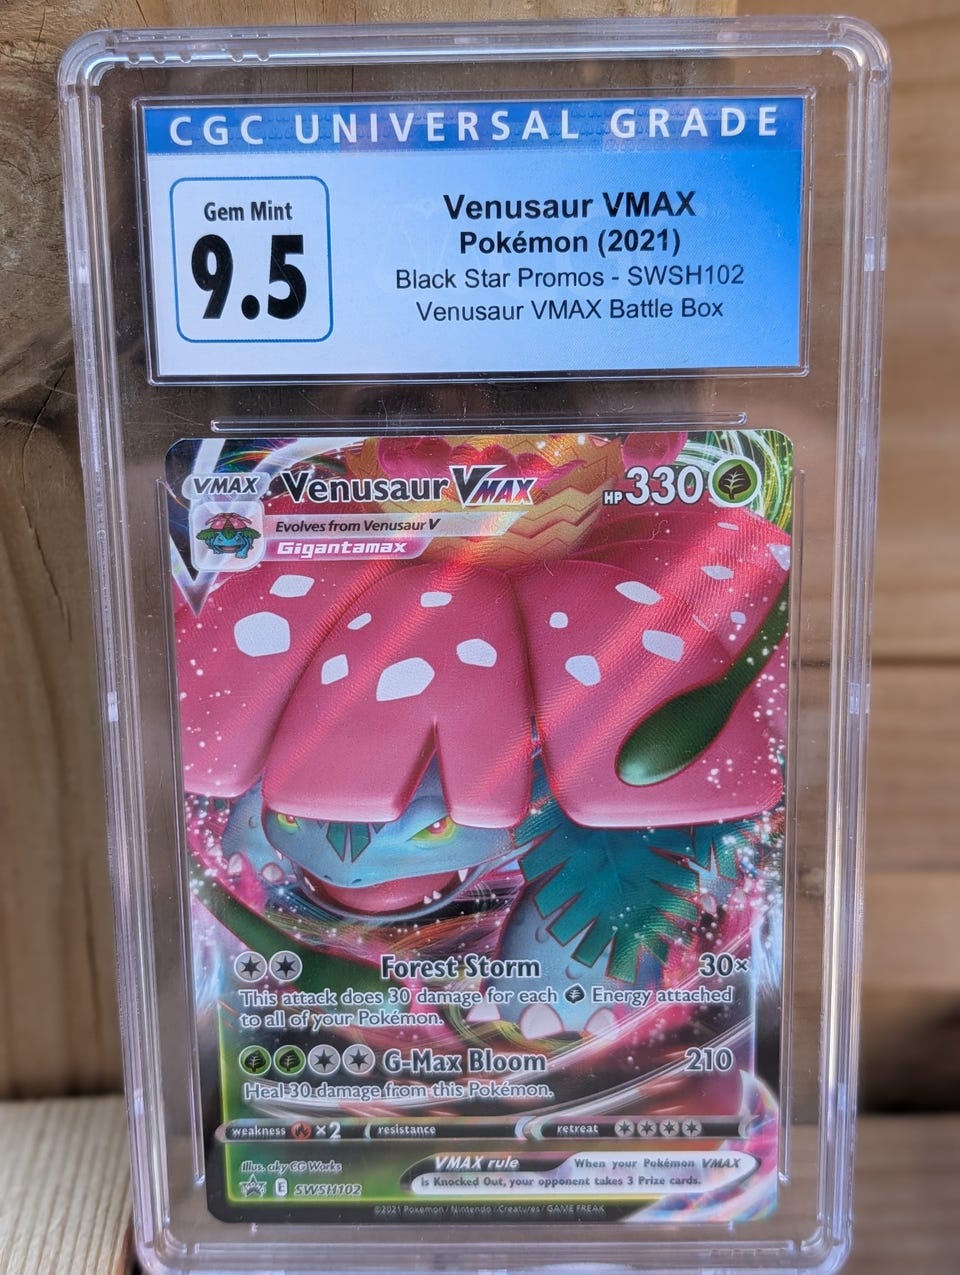 CGC UNIVERSAL GRADE
Gem Mint
9.5
Venusaur VMAX
Pokémon (2021)
Black Star Promos - SWSH102
Venusaur VMAX Battle Box
VMAX Venusaur VMAX HP 330
Evolves from Venusaur V
Gigantamax
Forest Storm 30×
This attack does 30 damage for each Energy attached
to all of your Pokémon.
G-Max Bloom 210
Heal 30 damage from this Pokémon.
weakness ×2 resistance retreat
Illus. aky CG Works
E SWSH102
VMAX rule When your Pokémon VMAX
is Knocked Out, your opponent takes 3 Prize cards.
©2021 Pokémon / Nintendo / Creatures / GAME FREAK